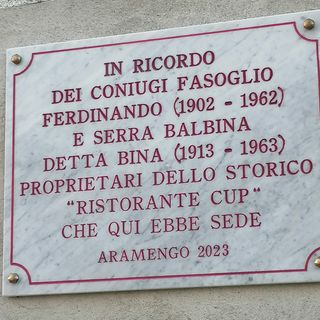 IN RICORDO
DEI CONIUGI FASOGLIO
FERDINANDO (1902 - 1962)
E SERRA BALBINA
DETTA BINA (1913 - 1963)
PROPRIETARI DELLO STORICO
"RISTORANTE CUP"
CHE QUI EBBE SEDE
ARAMENGO 2023